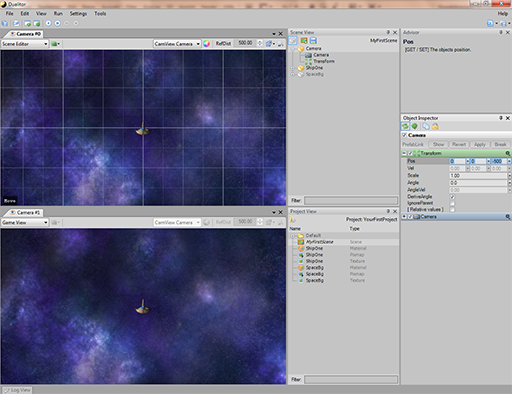 Dualitor
File Edit View Run Settings Tools Help
Camera #0
Scene Editor CamView Camera RefDist 500.00
Move
Camera #1
Game View CamView Camera RefDist 500.00
Log View
Scene View
MyFirstScene
Camera
Camera
Transform
ShipOne
SpaceBg
Filter:
Project View
Project: YourFirstProject
Name Type
Default
MyFirstScene Scene
ShipOne Material
ShipOne Pixmap
ShipOne Texture
SpaceBg Material
SpaceBg Pixmap
SpaceBg Texture
Filter:
Advisor
Pos
[GET / SET] The objects position.
Object Inspector
Camera
PrefabLink Show Revert Apply Break
Transform
Pos 0 0 -500
Vel 0.00 0.00 0.00
Scale 1.00
Angle 0.0
AngleVel 0.0
DeriveAngle
IgnoreParent
[ Relative values ]
Camera